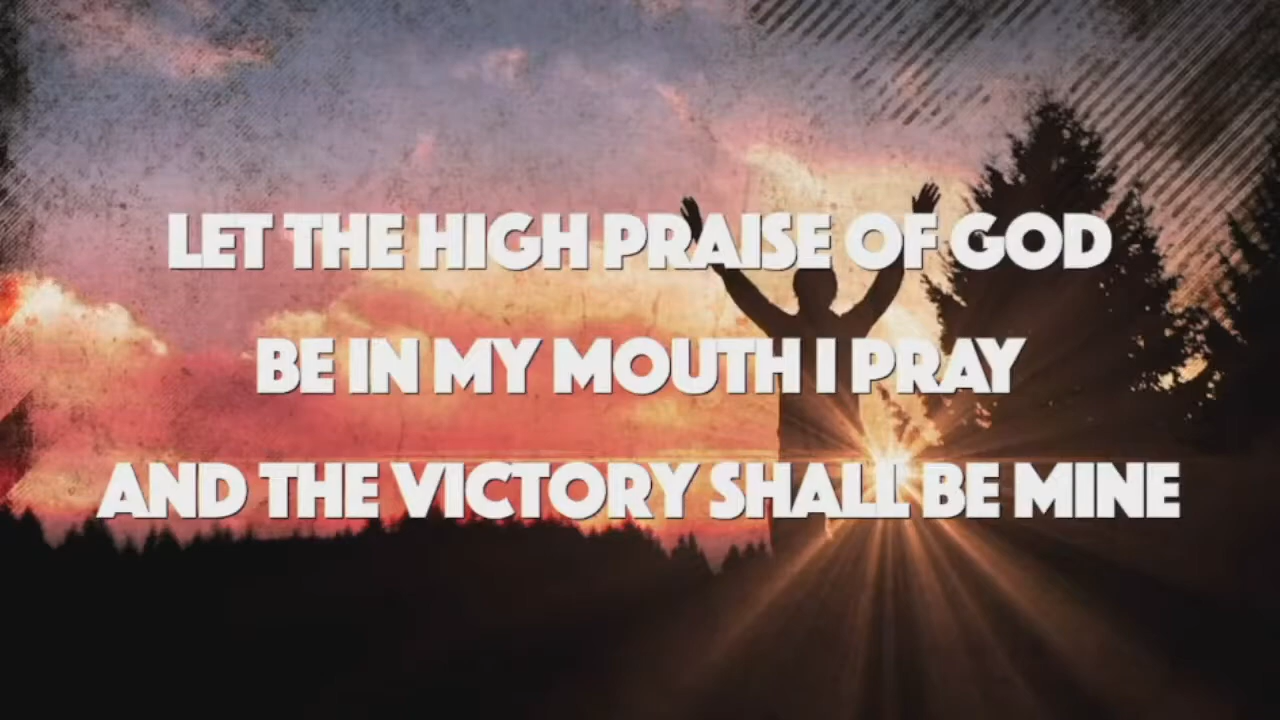 LET THE HIGH PRAISE OF GOD
BE IN MY MOUTH I PRAY
AND THE VICTORY SHALL BE MINE